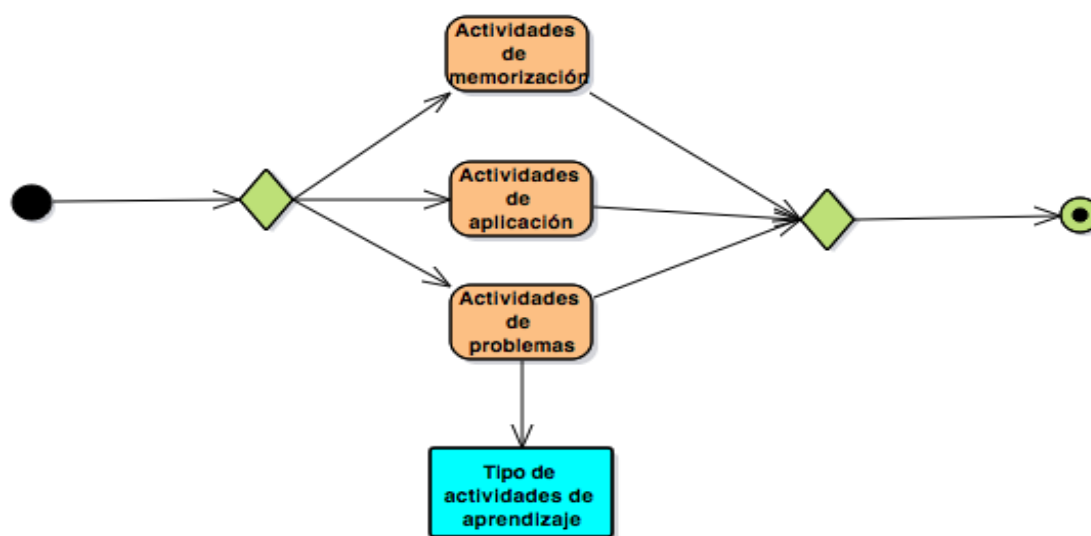 Actividades
de
memorización
Actividades
de
aplicación
Actividades
de
problemas
Tipo de
actividades de
aprendizaje